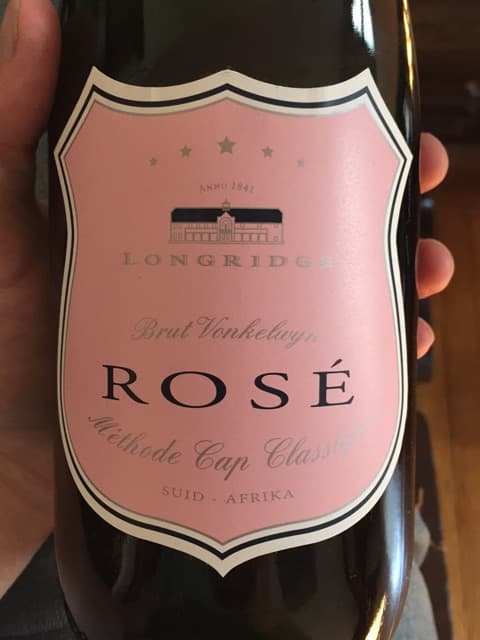 Anno 1841
LONGRIDGE
Brut Vonkelwyn
ROSÉ
Méthode Cap Classique
SUID - AFRIKA